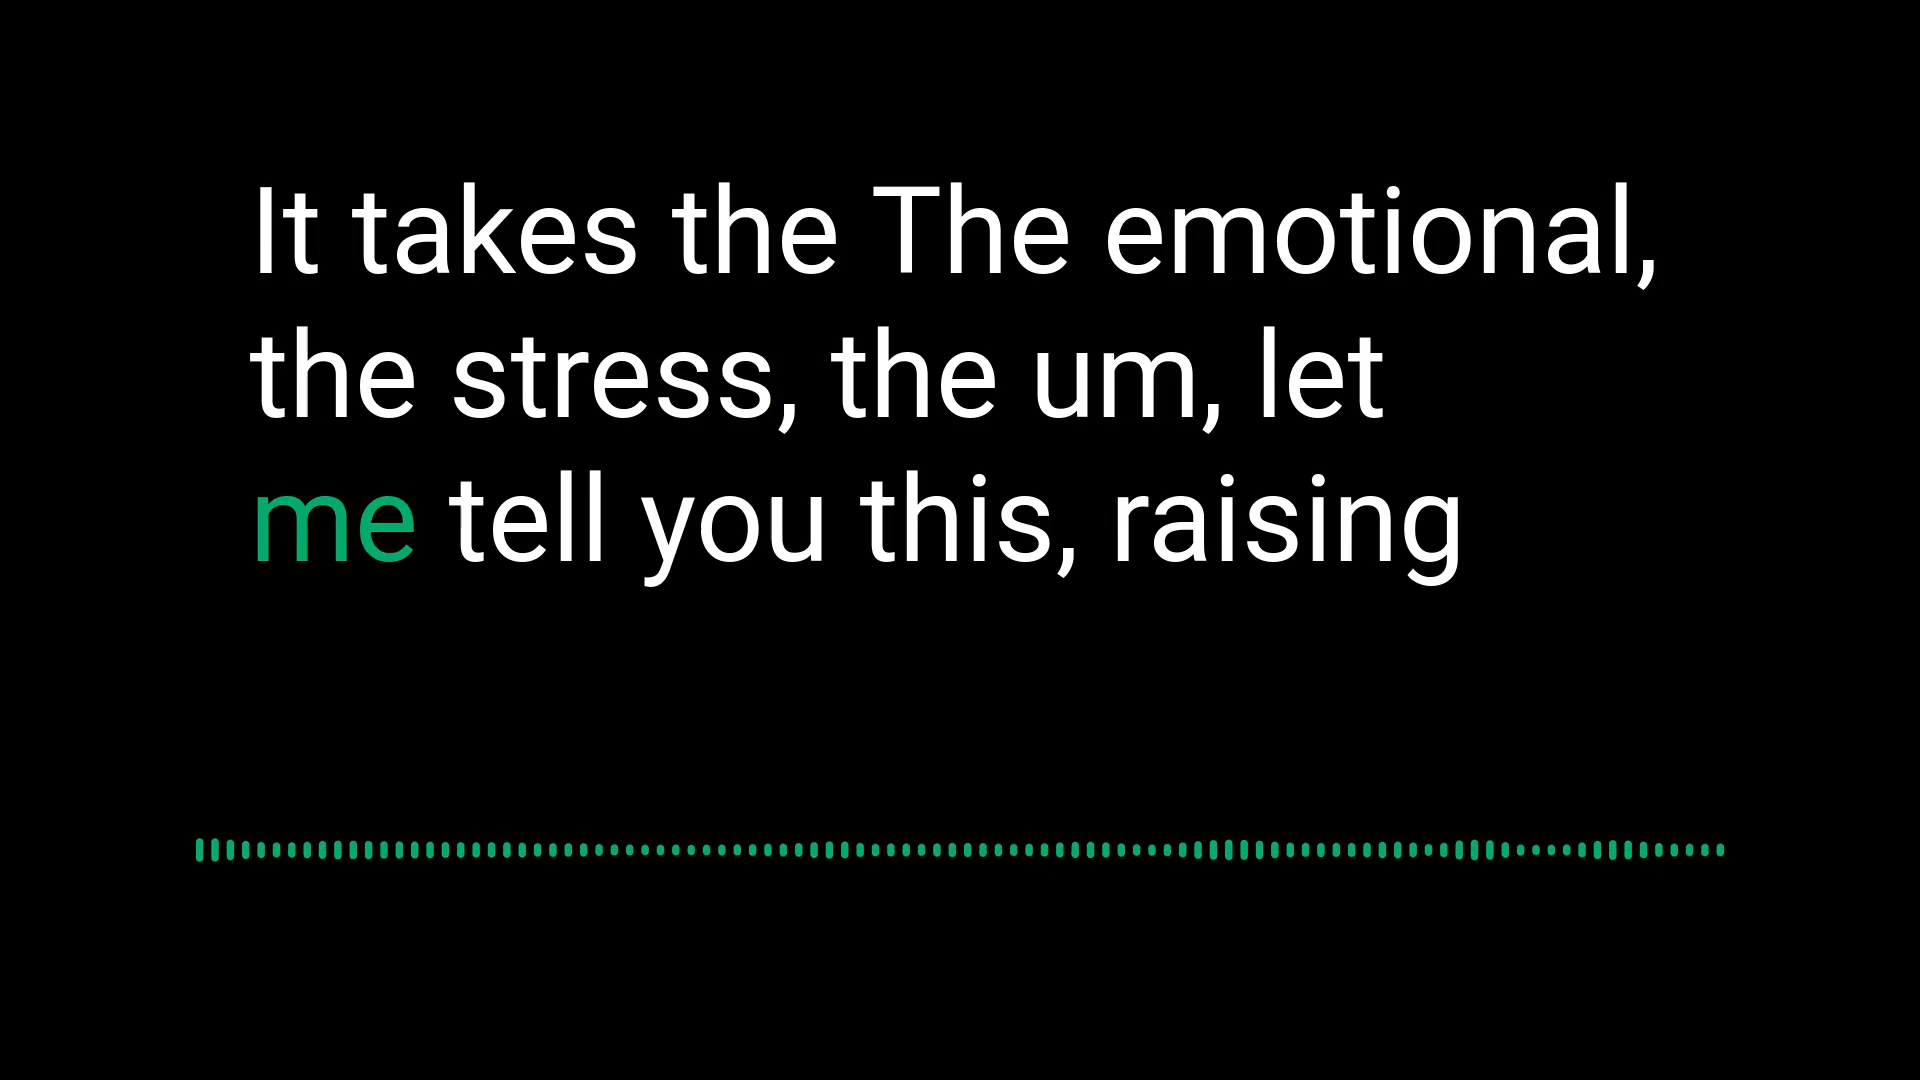 It takes the The emotional,
the stress, the um, let
me tell you this, raising